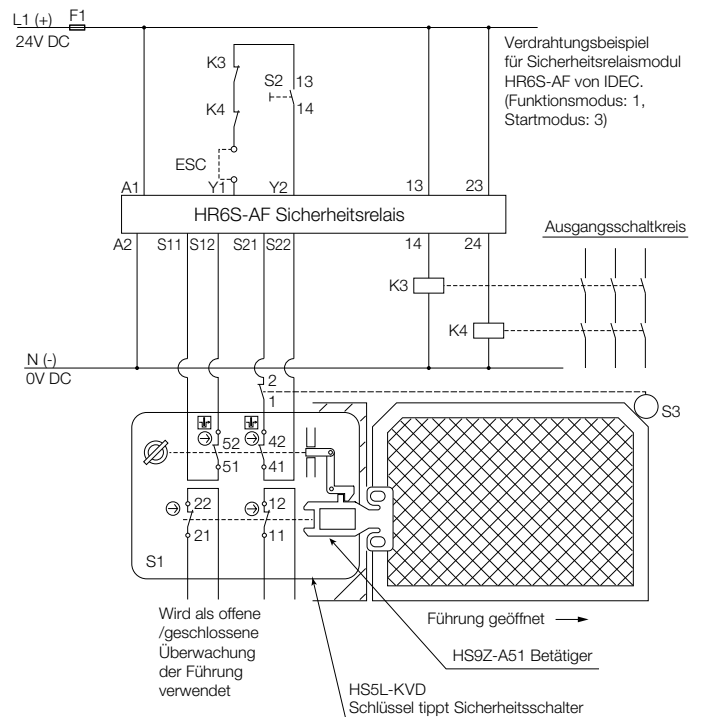 L1 (+)
F1
24V DC
Verdrahtungsbeispiel
für Sicherheitsrelaismodul
HR6S-AF von IDEC.
(Funktionsmodus: 1,
Startmodus: 3)
K3
S2
13
K4
14
ESC
A1
Y1
Y2
13
23
HR6S-AF Sicherheitsrelais
Ausgangsschaltkreis
A2
S11
S12
S21
S22
14
24
K3
K4
N (-)
0V DC
2
1
S3
52
42
51
41
22
12
21
11
S1
Wird als offene
/geschlossene
Überwachung
der Führung
verwendet
Führung geöffnet
HS9Z-A51 Betätiger
HS5L-KVD
Schlüssel tippt Sicherheitsschalter